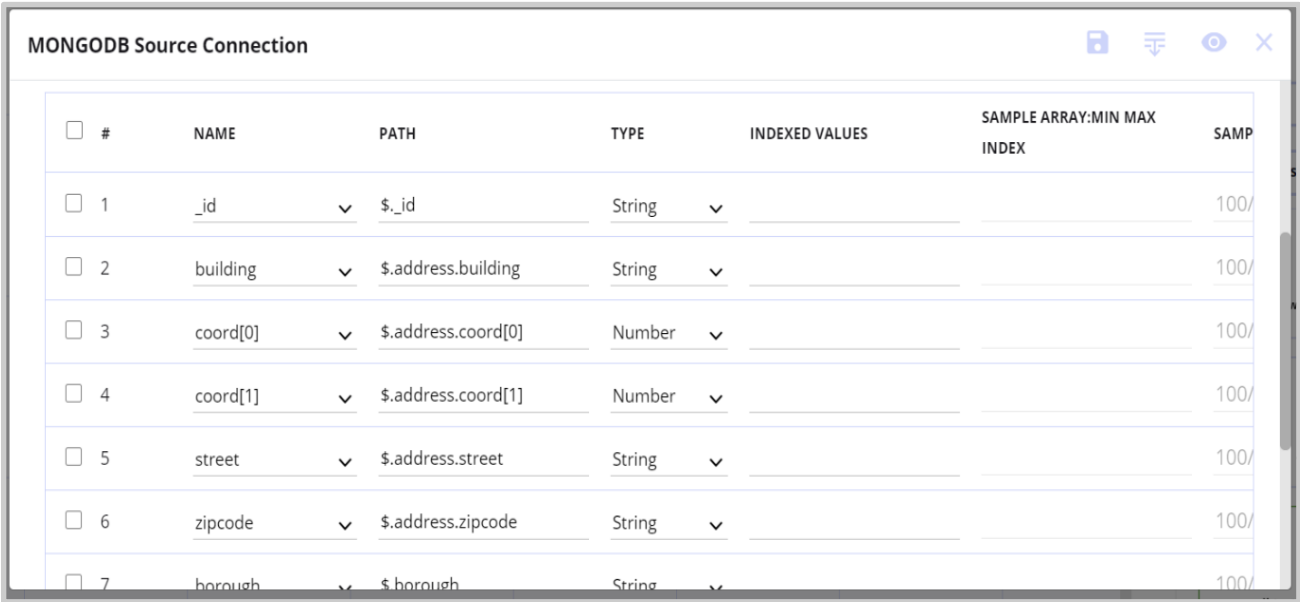 MONGODB Source Connection
# NAME PATH TYPE INDEXED VALUES SAMPLE ARRAY:MIN MAX INDEX SAMP
1 _id $._id String 100/
2 building $.address.building String 100/
3 coord[0] $.address.coord[0] Number 100/
4 coord[1] $.address.coord[1] Number 100/
5 street $.address.street String 100/
6 zipcode $.address.zipcode String 100/
7 borough $.borough String 100/